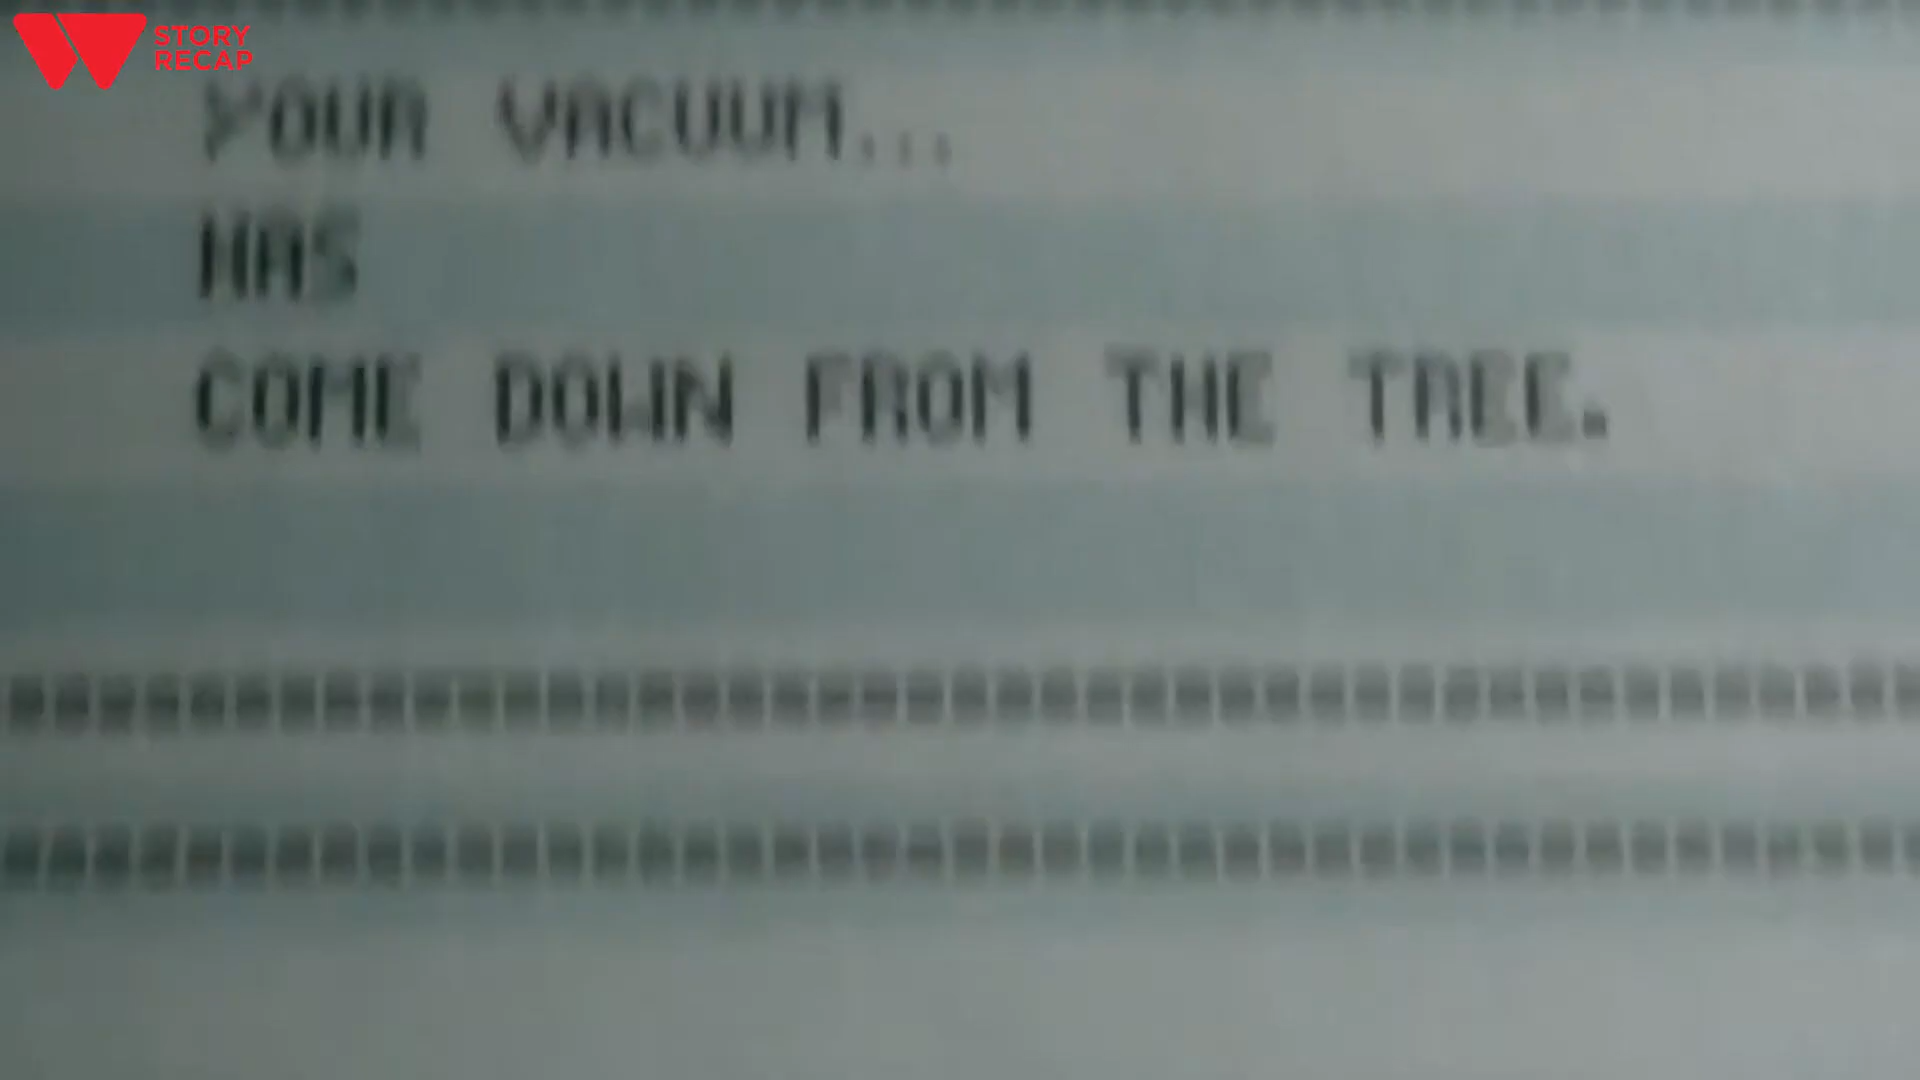 STORY
RECAP
YOUR VACUUM...
HAS
COME DOWN FROM THE TREE.